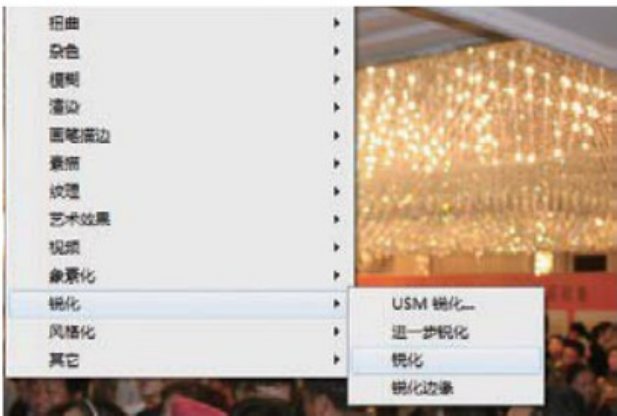 扭曲
杂色
模糊
渲染
画笔描边
素描
纹理
艺术效果
视频
象素化
锐化
风格化
其它
USM 锐化...
进一步锐化
锐化
锐化边缘